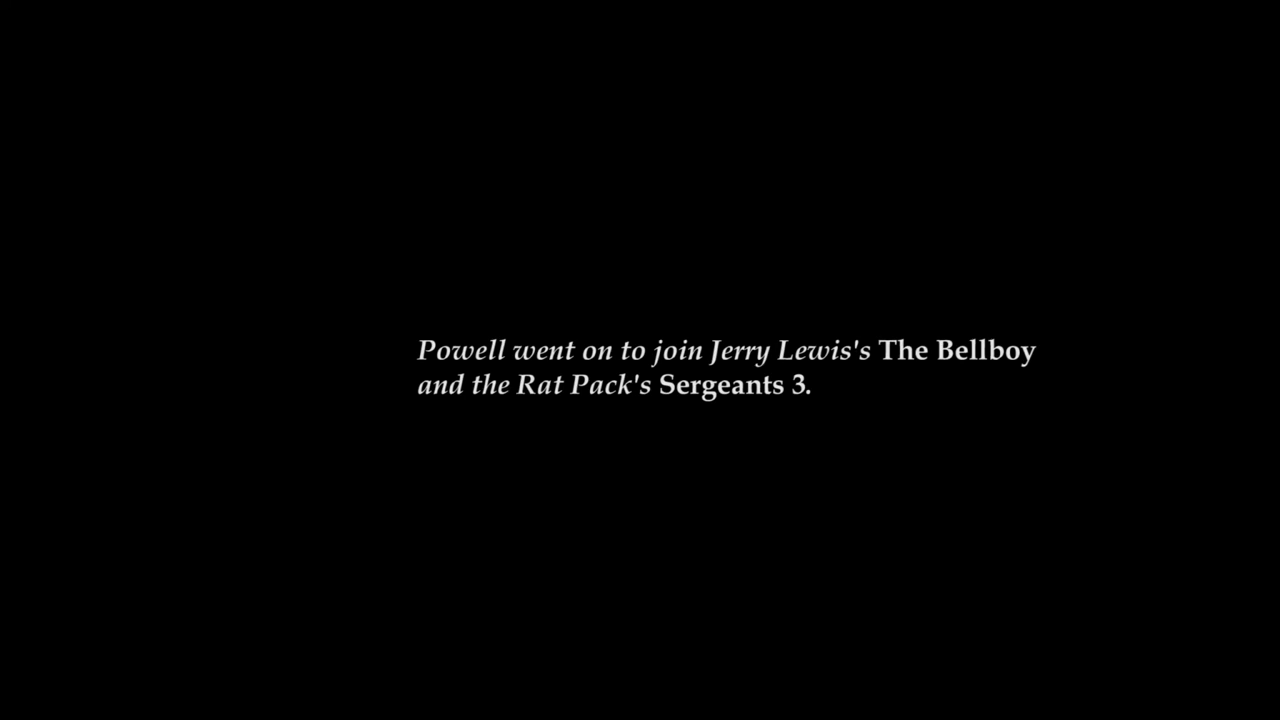 Powell went on to join Jerry Lewis's The Bellboy
and the Rat Pack's Sergeants 3.